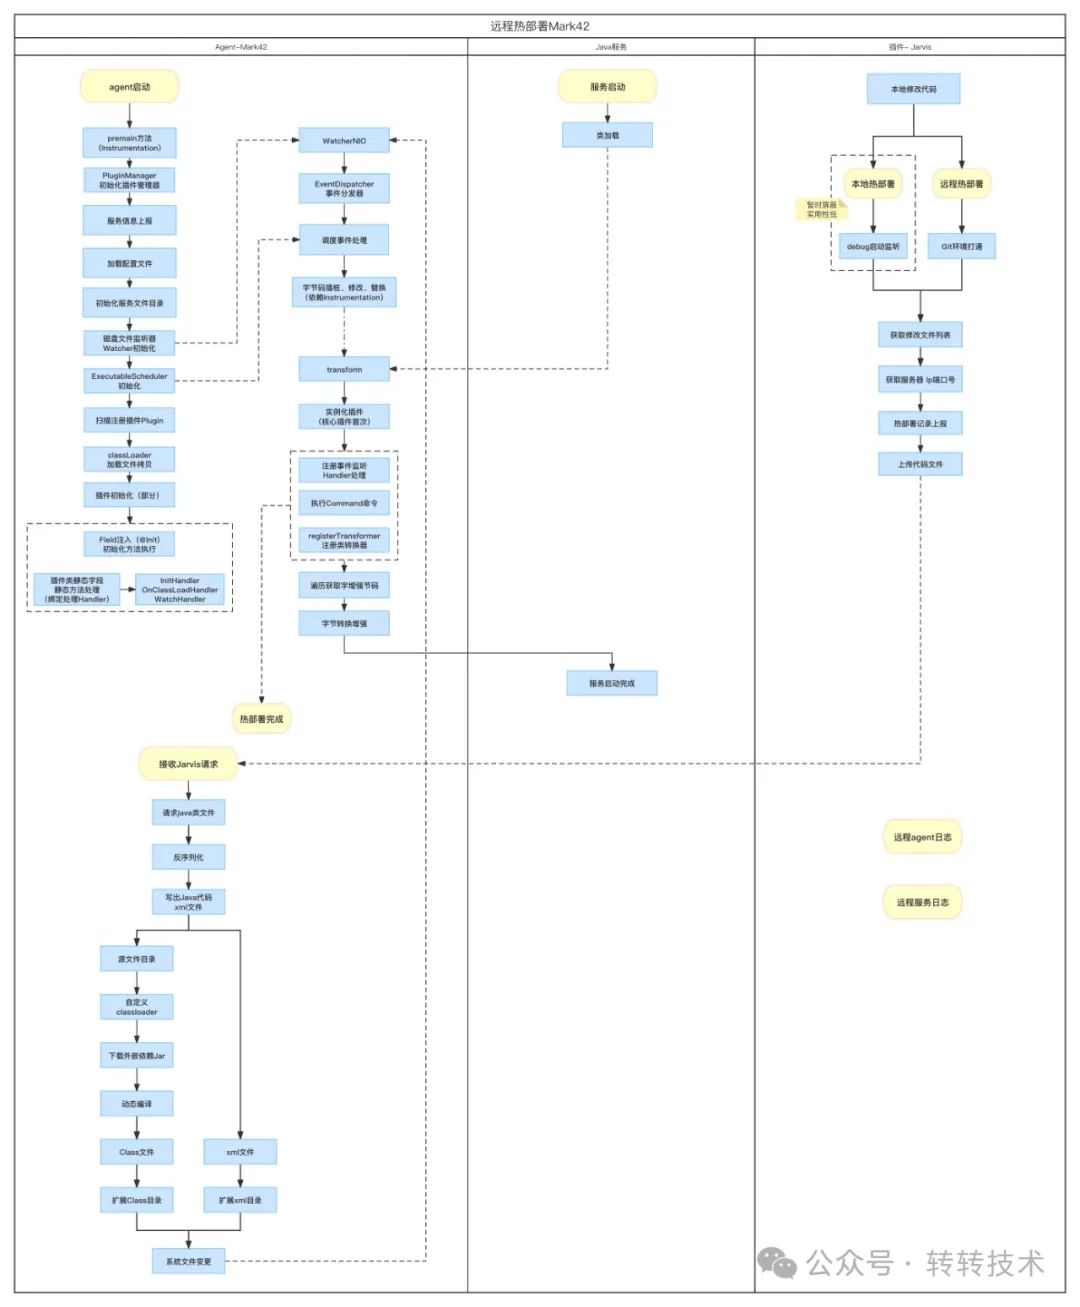 远程热部署Mark42
Agent-Mark42
Java服务
插件- Jarvis
agent启动
premain方法
(Instrumentation)
PluginManager
初始化插件管理器
服务信息上报
加载配置文件
初始化服务文件目录
磁盘文件监听器
Watcher初始化
ExecutableScheduler
初始化
扫描注册插件Plugin
classLoader
加载文件拷贝
插件初始化（部分）
Field注入（@Init）
初始化方法执行
插件类静态字段
静态方法处理
(绑定处理Handler)
InitHandler
OnClassLoadHandler
WatchHandler
WatcherNIO
EventDispatcher
事件分发器
调度事件处理
字节码插桩、修改、替换
（依赖Instrumentation）
transform
实例化插件
（核心插件首次）
注册事件监听
Handler处理
执行Command命令
registerTransformer
注册类转换器
遍历获取字增强节码
字节转换增强
热部署完成
服务启动
类加载
服务启动完成
本地修改代码
本地热部署
远程热部署
暂时屏蔽
实用性低
debug启动监听
Git环境打通
获取修改文件列表
获取服务器 Ip端口号
热部署记录上报
上传代码文件
接收Jarvis请求
请求java类文件
反序列化
写出Java代码
xml文件
源文件目录
自定义
classloader
下载外嵌依赖Jar
动态编译
Class文件
xml文件
扩展Class目录
扩展xml目录
系统文件变更
远程agent日志
远程服务日志
公众号 · 转转技术